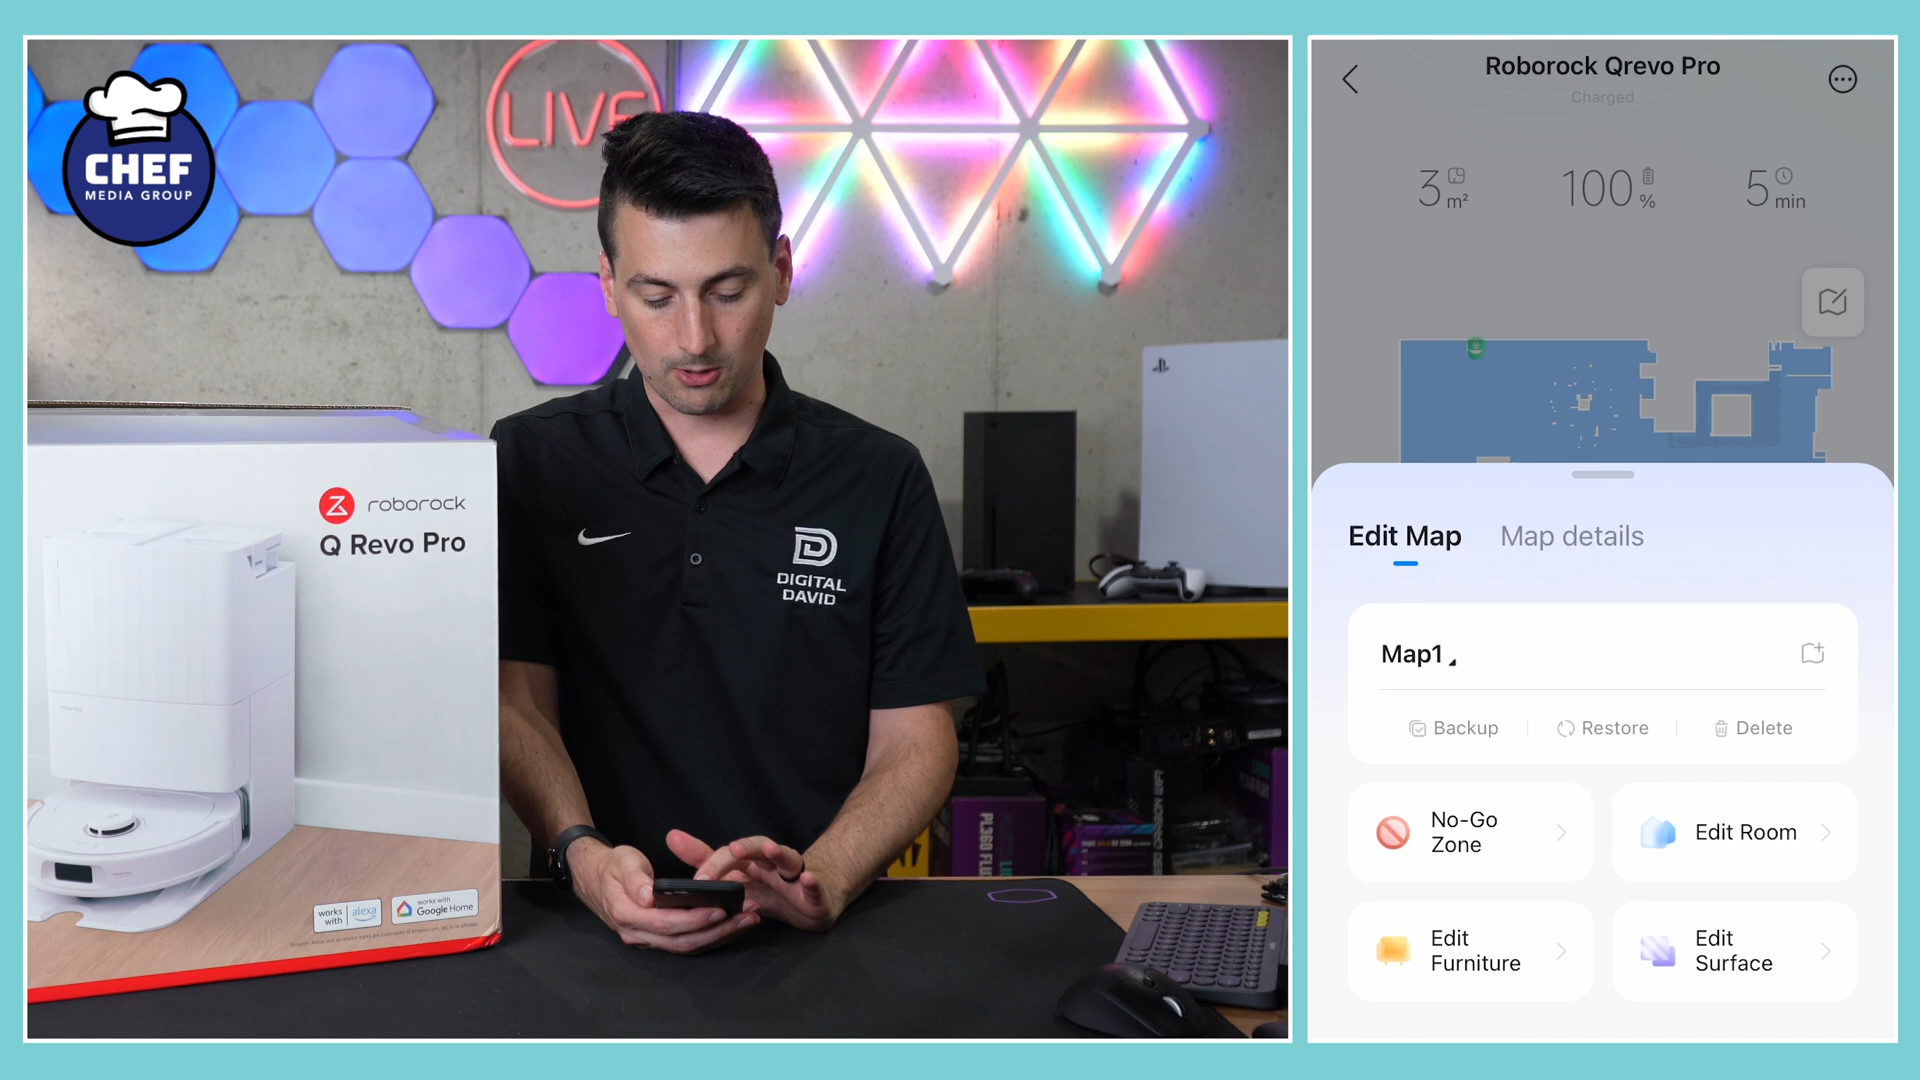 CHEF
MEDIA GROUP
LIVE
roborock
Q Revo Pro
works
with
alexa
works with
Google Home
DIGITAL
DAVID
Roborock Qrevo Pro
Charged
3 m²
100 %
5 min
Edit Map
Map details
Map1
Backup
Restore
Delete
No-Go
Zone
Edit Room
Edit
Furniture
Edit
Surface